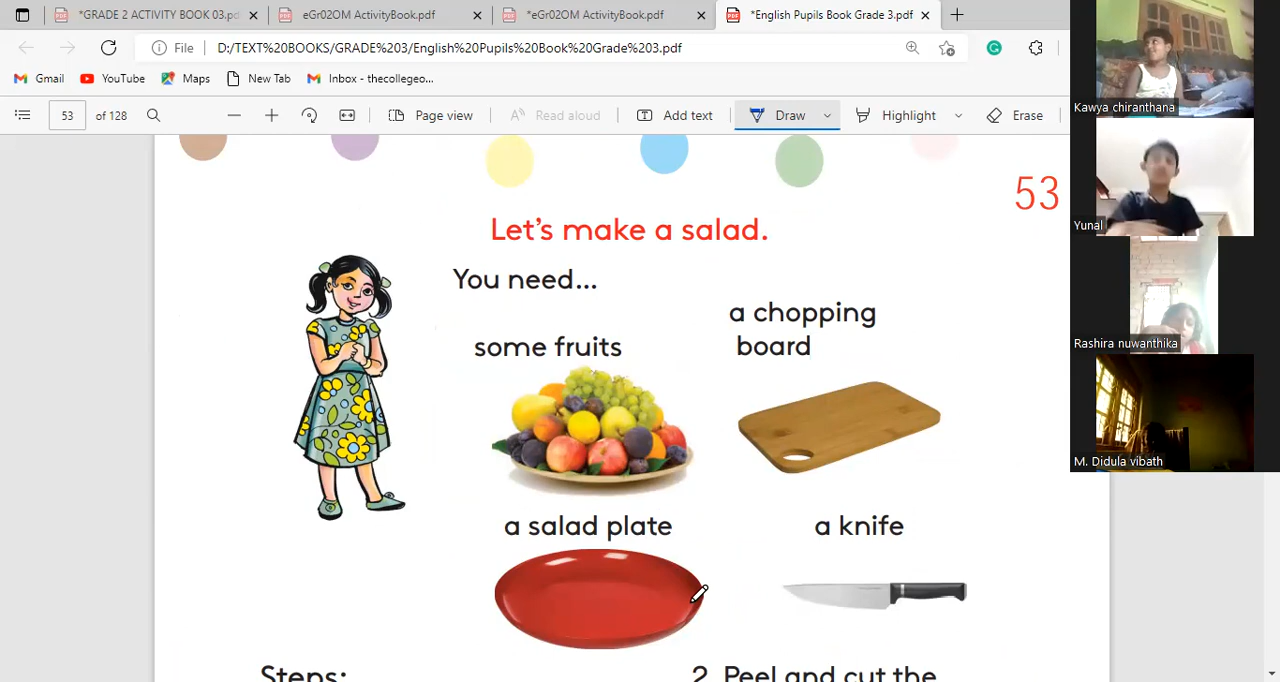 *GRADE 2 ACTIVITY BOOK 03.pd
eGr02OM ActivityBook.pdf
*eGr02OM ActivityBook.pdf
*English Pupils Book Grade 3.pdf
File
D:/TEXT%20BOOKS/GRADE%203/English%20Pupils%20Book%20Grade%203.pdf
Gmail
YouTube
Maps
New Tab
Inbox - thecollegeo...
53
of 128
Page view
Read aloud
Add text
Draw
Highlight
Erase
53
Let's make a salad.
You need...
some fruits
a chopping
board
a salad plate
a knife
Steps:
2. Peel and cut the
Kawya chiranthana
Yunal
Rashira nuwanthika
M. Didula vibath